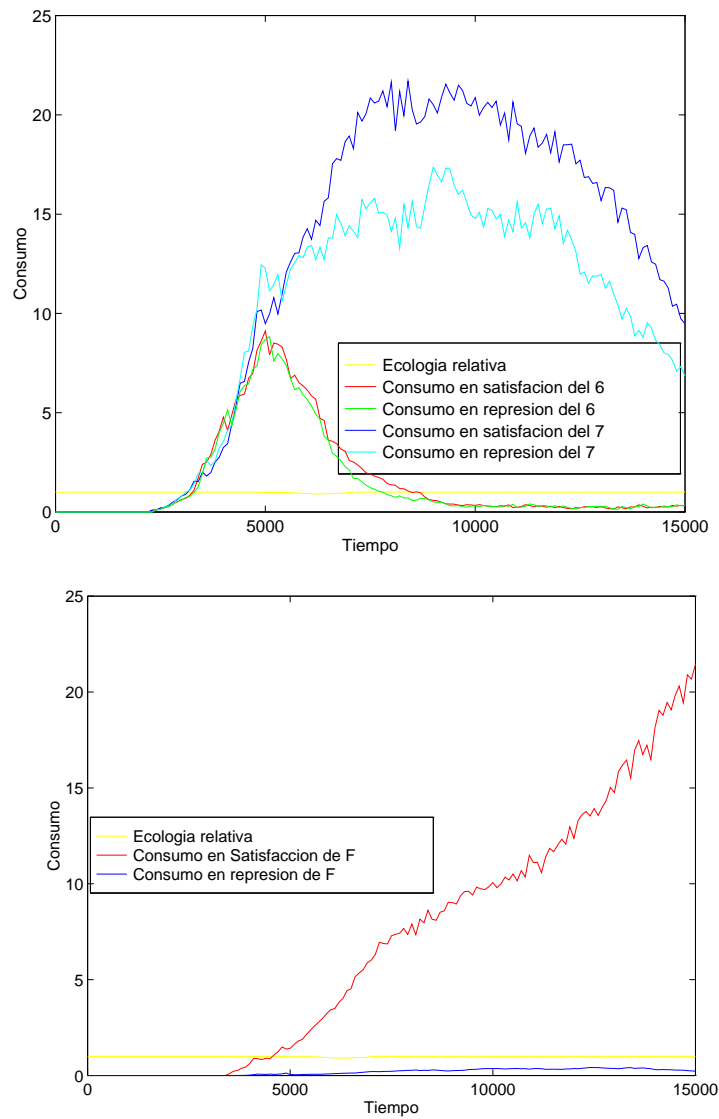 25
20
15
10
5
0
Consumo
Ecologia relativa
Consumo en satisfacion del 6
Consumo en represion del 6
Consumo en satisfacion del 7
Consumo en represion del 7
0 5000 10000 15000
Tiempo
25
20
15
10
5
0
Consumo
Ecologia relativa
Consumo en Satisfaccion de F
Consumo en represion de F
0 5000 10000 15000
Tiempo